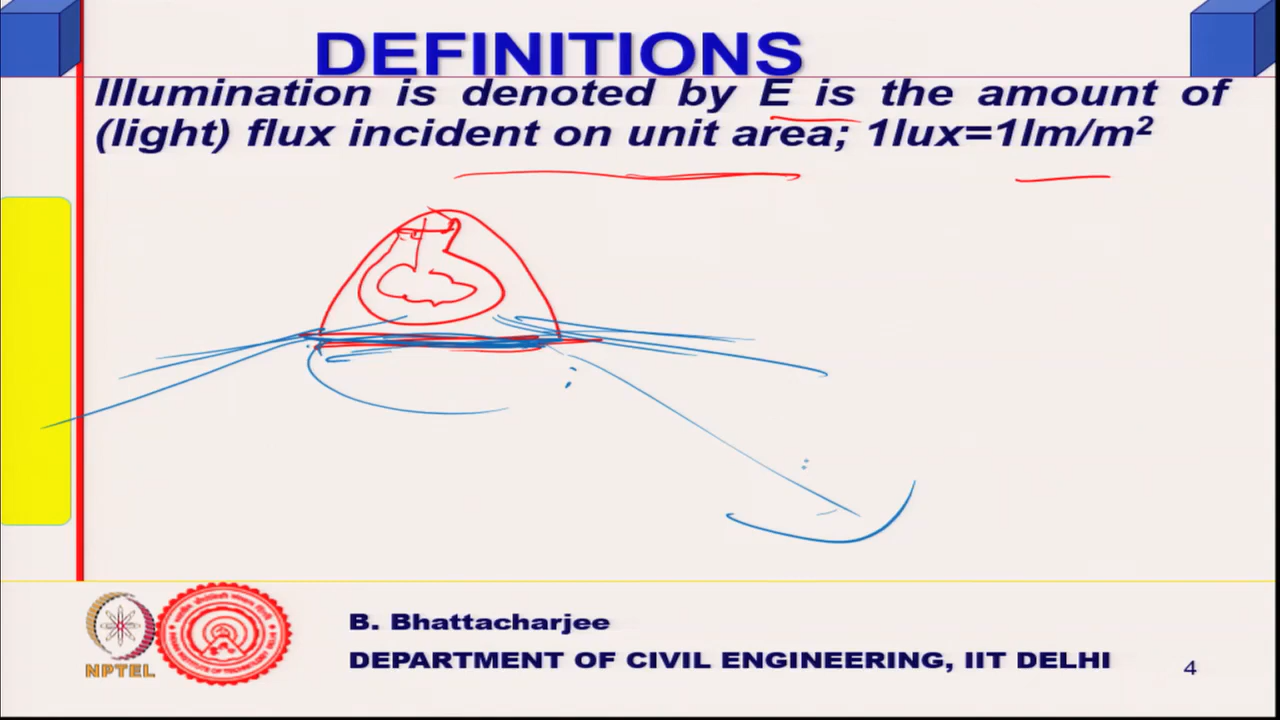 DEFINITIONS
Illumination is denoted by E is the amount of
(light) flux incident on unit area; 1lux=1lm/m²
B. Bhattacharjee
DEPARTMENT OF CIVIL ENGINEERING, IIT DELHI
NPTEL
4